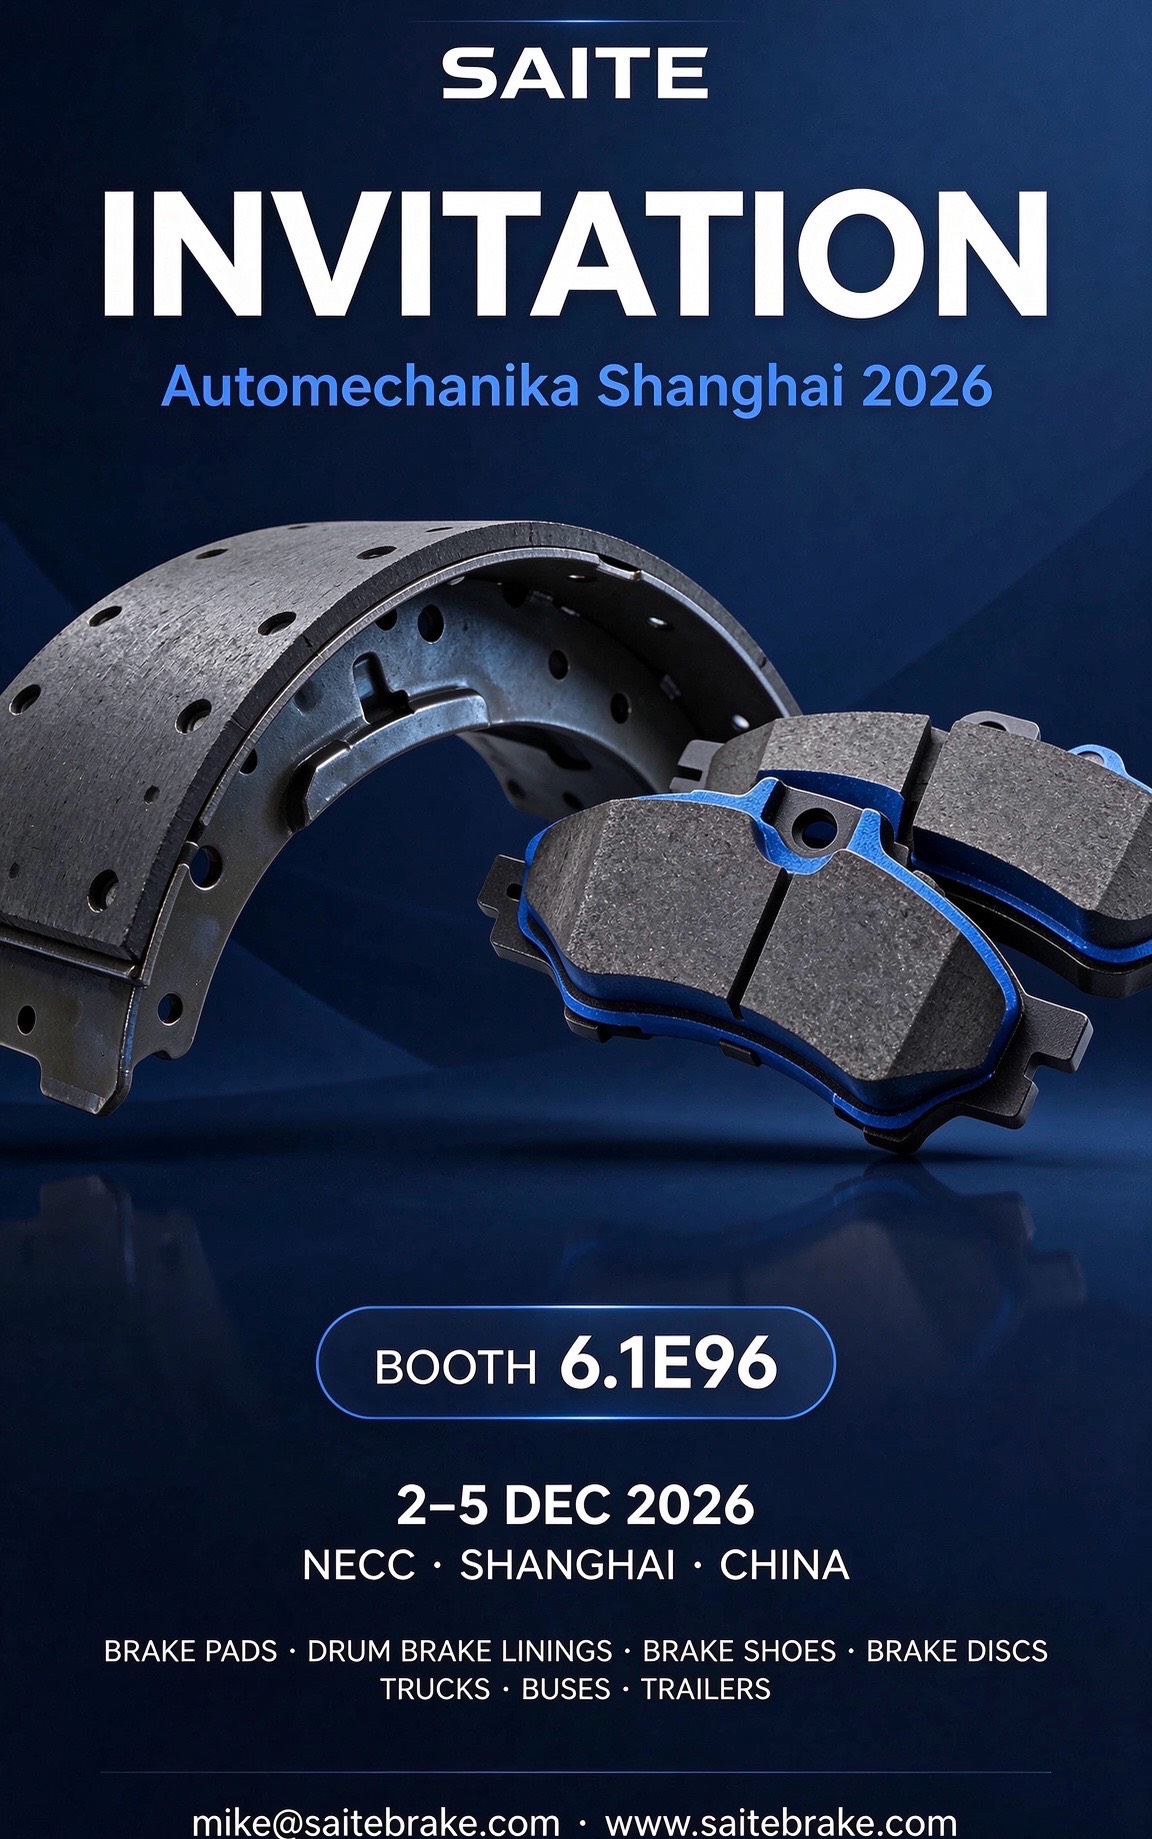 SAITE
INVITATION
Automechanika Shanghai 2026
BOOTH 6.1E96
2–5 DEC 2026
NECC · SHANGHAI · CHINA
BRAKE PADS · DRUM BRAKE LININGS · BRAKE SHOES · BRAKE DISCS
TRUCKS · BUSES · TRAILERS
mike@saitebrake.com · www.saitebrake.com